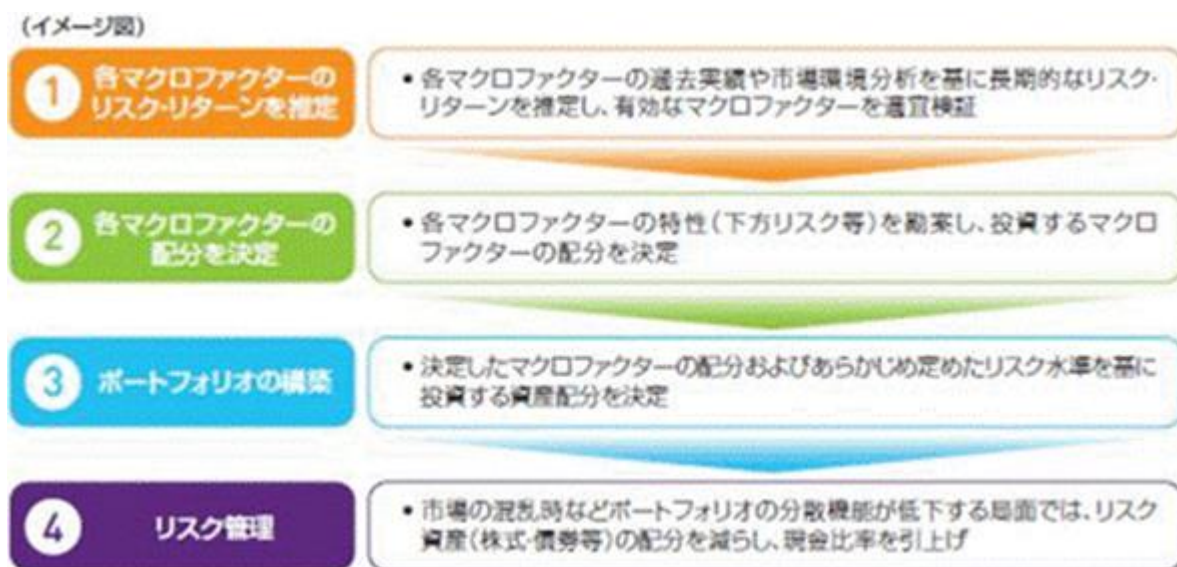 (イメージ図)
1
各マクロファクターの
リスク・リターンを推定
• 各マクロファクターの過去実績や市場環境分析を基に長期的なリスク・
リターンを推定し、有効なマクロファクターを適宜検証
2
各マクロファクターの
配分を決定
• 各マクロファクターの特性(下方リスク等)を勘案し、投資するマクロ
ファクターの配分を決定
3
ポートフォリオの構築
• 決定したマクロファクターの配分およびあらかじめ定めたリスク水準を基に
投資する資産配分を決定
4
リスク管理
• 市場の混乱時などポートフォリオの分散機能が低下する局面では、リスク
資産(株式・債券等)の配分を減らし、現金比率を引上げ